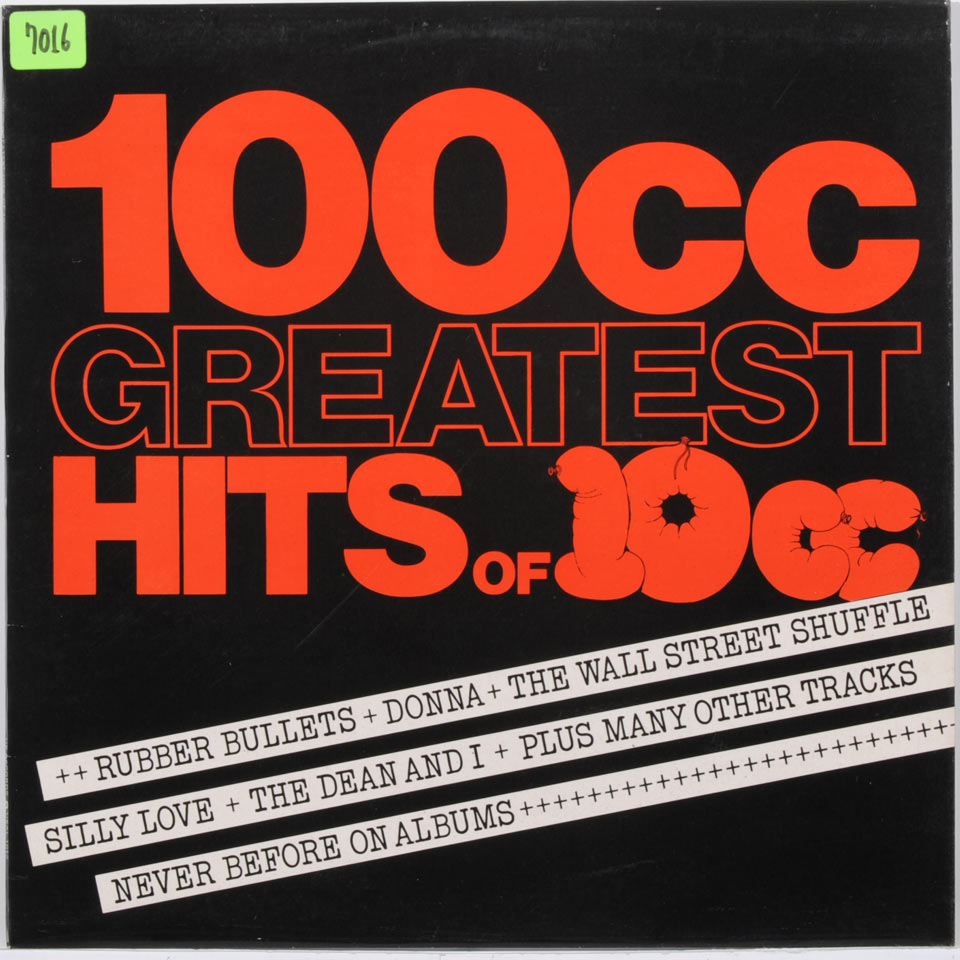 7016
100cc
GREATEST
HITS OF 10cc
++ RUBBER BULLETS + DONNA + THE WALL STREET SHUFFLE
SILLY LOVE + THE DEAN AND I + PLUS MANY OTHER TRACKS
NEVER BEFORE ON ALBUMS ++++++++++++++++++++++++++